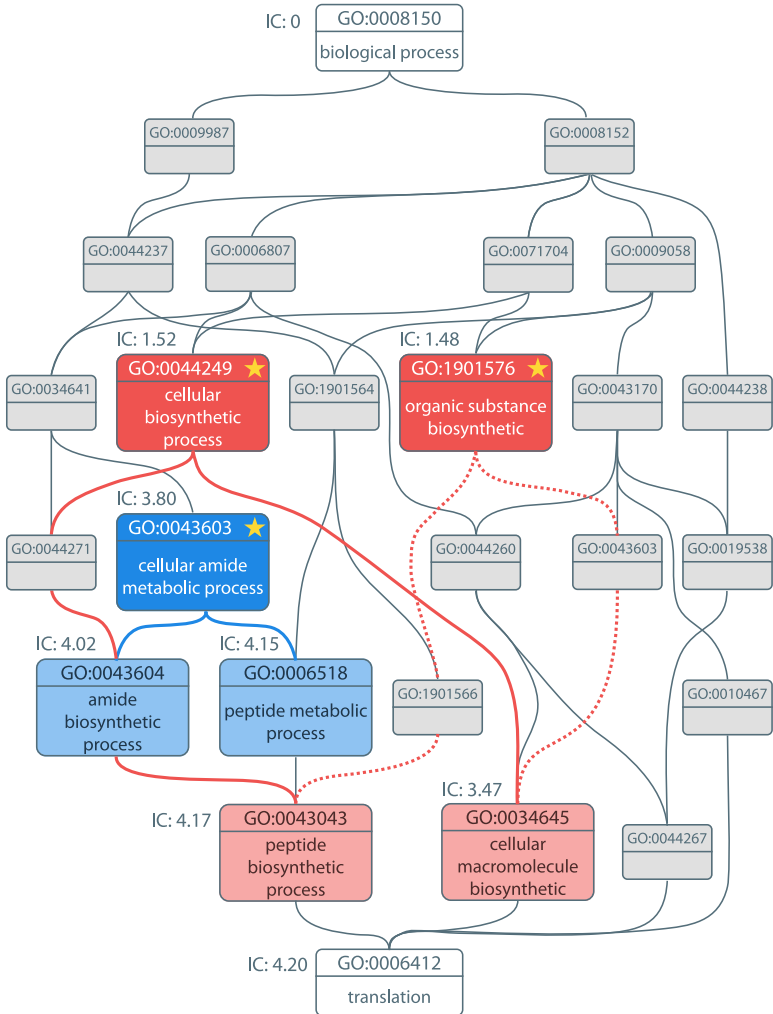 IC: 0
GO:0008150
biological process
GO:0009987
GO:0008152
GO:0044237
GO:0006807
GO:0071704
GO:0009058
IC: 1.52
IC: 1.48
GO:0034641
GO:0044249
cellular
biosynthetic
process
GO:1901564
GO:1901576
organic substance
biosynthetic
GO:0043170
GO:0044238
IC: 3.80
GO:0044271
GO:0043603
cellular amide
metabolic process
GO:0044260
GO:0043603
GO:0019538
IC: 4.02
IC: 4.15
GO:0043604
amide
biosynthetic
process
GO:0006518
peptide metabolic
process
GO:1901566
GO:0010467
IC: 4.17
GO:0043043
peptide
biosynthetic
process
IC: 3.47
GO:0034645
cellular
macromolecule
biosynthetic
GO:0044267
IC: 4.20
GO:0006412
translation